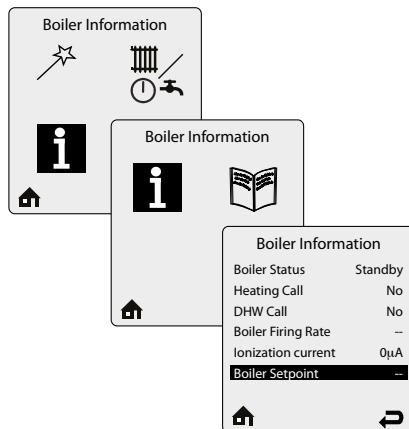 Boiler Information
Boiler Information
Boiler Information
Boiler Status Standby
Heating Call No
DHW Call No
Boiler Firing Rate --
Ionization current 0µA
Boiler Setpoint --